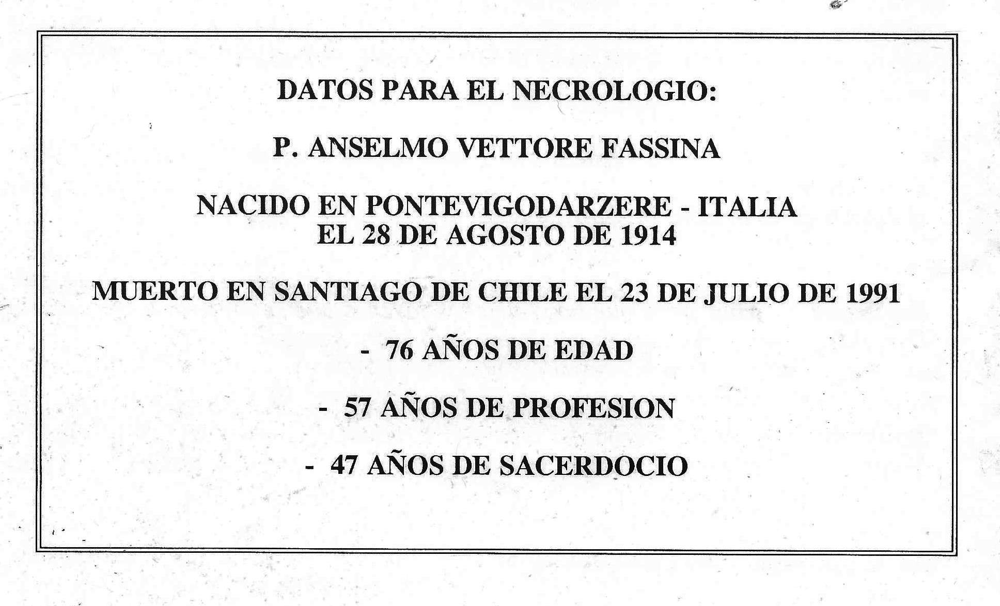 DATOS PARA EL NECROLOGIO:
P. ANSELMO VETTORE FASSINA
NACIDO EN PONTEVIGODARZERE - ITALIA
EL 28 DE AGOSTO DE 1914
MUERTO EN SANTIAGO DE CHILE EL 23 DE JULIO DE 1991
- 76 AÑOS DE EDAD
- 57 AÑOS DE PROFESION
- 47 AÑOS DE SACERDOCIO